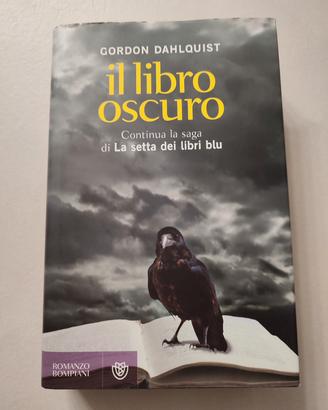 GORDON DAHLQUIST
il libro
oscuro
Continua la saga
di La setta dei libri blu
ROMANZO
BOMPIANI